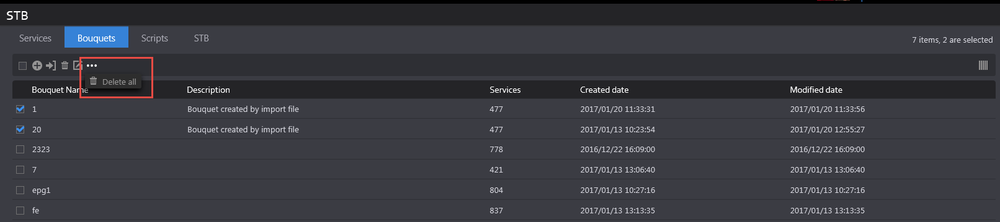 STB
Services Bouquets Scripts STB
7 items, 2 are selected
Delete all
Bouquet Name Description Services Created date Modified date
1 Bouquet created by import file 477 2017/01/20 11:33:31 2017/01/20 11:33:56
20 Bouquet created by import file 477 2017/01/13 10:23:54 2017/01/20 12:55:27
2323 778 2016/12/22 16:09:00 2016/12/22 16:09:00
7 421 2017/01/13 13:06:40 2017/01/13 13:06:40
epg1 804 2017/01/13 10:27:16 2017/01/13 10:27:16
fe 837 2017/01/13 13:13:35 2017/01/13 13:13:35